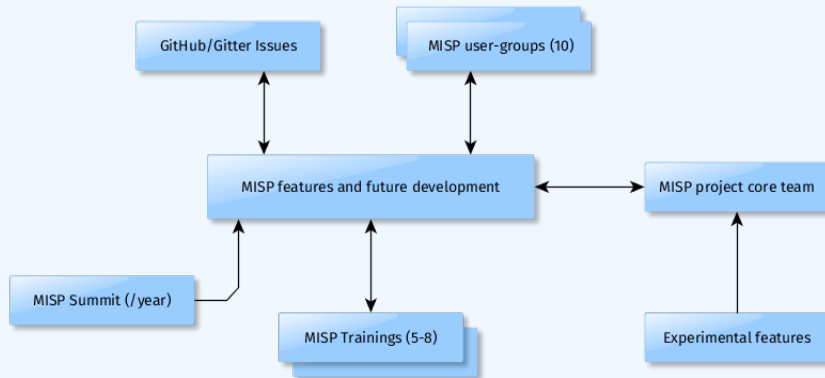 GitHub/Gitter Issues
MISP user-groups (10)
MISP features and future development
MISP project core team
MISP Summit (/year)
MISP Trainings (5-8)
Experimental features